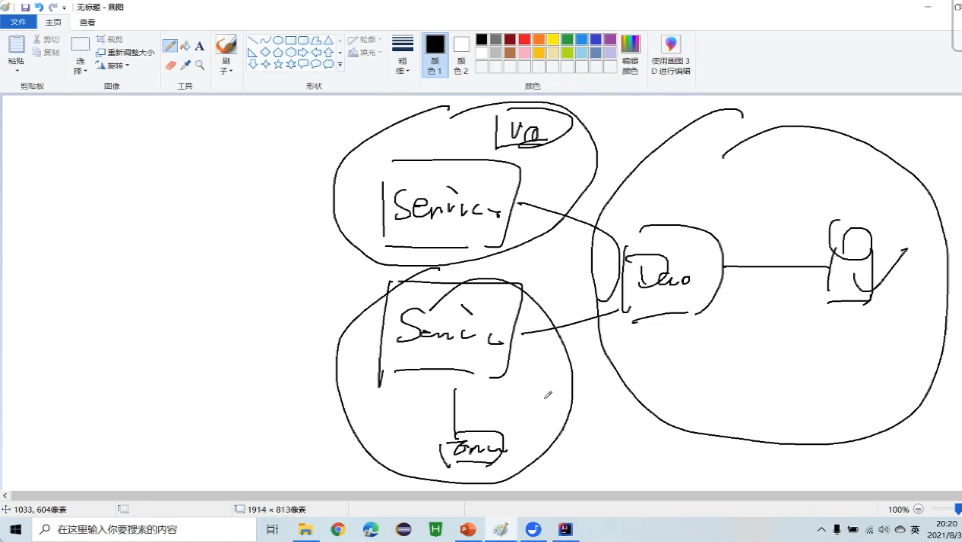 无标题 - 画图
文件 主页 查看
粘贴
剪切
复制
选择
裁剪
重新调整大小
旋转
刷子
轮廓
填充
粗细
颜色 1
颜色 2
编辑颜色
使用画图 3D 进行编辑
剪贴板 图像 工具 形状 颜色
Service
Service
Dao
1033, 604像素 1914 × 813像素 100%
在这里输入你要搜索的内容
英
20:20
2021/8/3